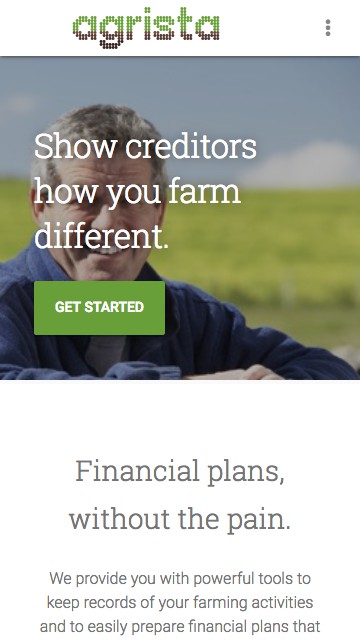 agrista
Show creditors
how you farm
different.
GET STARTED
Financial plans,
without the pain.
We provide you with powerful tools to
keep records of your farming activities
and to easily prepare financial plans that